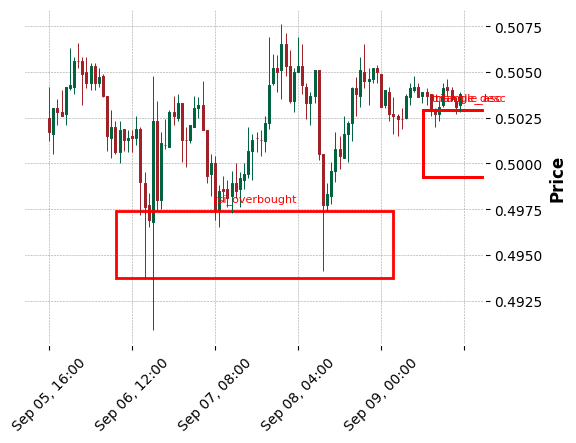 0.5075
0.5050
0.5025
0.5000
0.4975
0.4950
0.4925
Price
overbought
Sep 05, 16:00
Sep 06, 12:00
Sep 07, 08:00
Sep 08, 04:00
Sep 09, 00:00